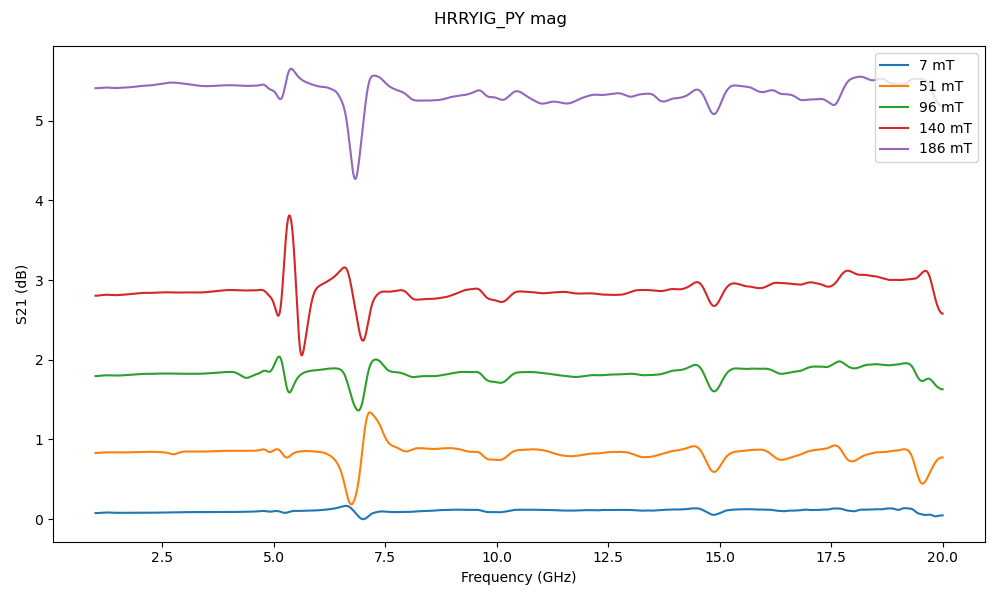 HRRYIG_PY mag
7 mT
51 mT
96 mT
140 mT
186 mT
S21 (dB)
5
4
3
2
1
0
2.5 5.0 7.5 10.0 12.5 15.0 17.5 20.0
Frequency (GHz)